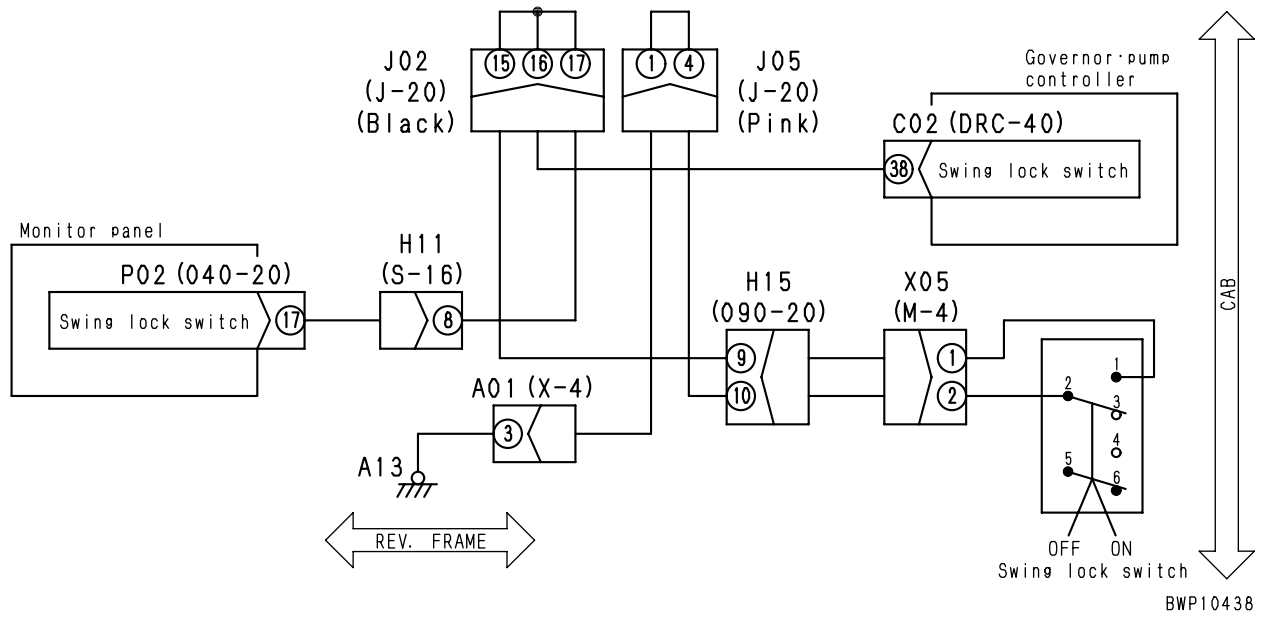 J02
(J-20)
(Black)
15 16 17
1 4
J05
(J-20)
(Pink)
Governor·pump
controller
C02 (DRC-40)
38
Swing lock switch
Monitor panel
P02 (040-20)
Swing lock switch
17
H11
(S-16)
8
H15
(090-20)
9
10
X05
(M-4)
1
2
A01 (X-4)
3
A13
REV. FRAME
1
2
3
4
5
6
OFF ON
Swing lock switch
CAB
BWP10438